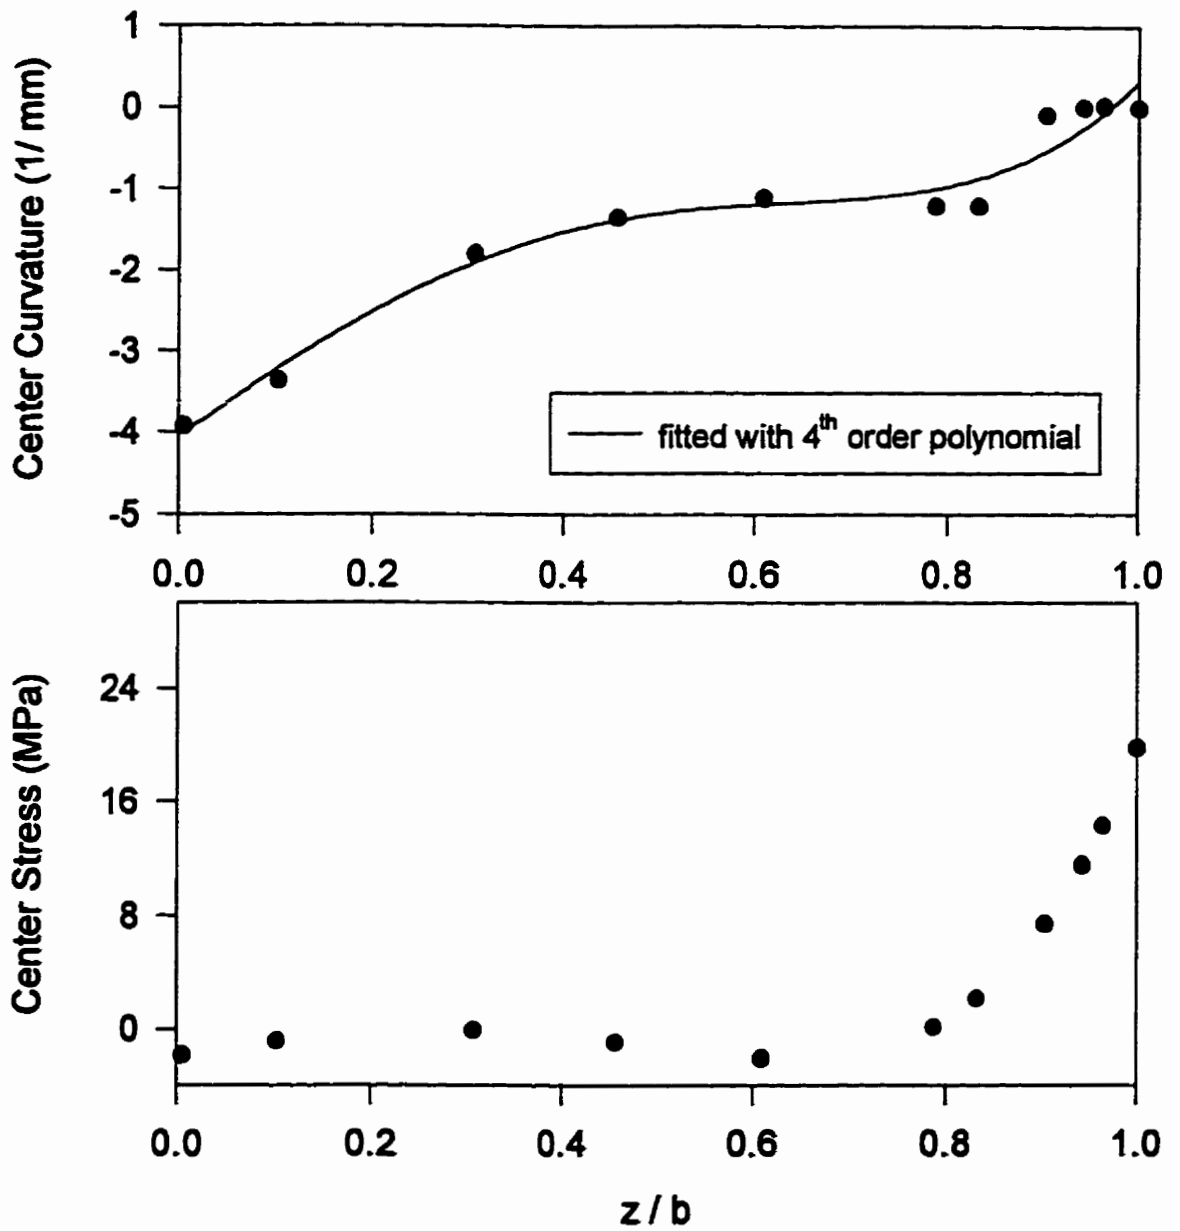 Center Curvature (1/ mm)
1
0
-1
-2
-3
-4
-5
fitted with 4th order polynomial
0.0 0.2 0.4 0.6 0.8 1.0
Center Stress (MPa)
24
16
8
0
0.0 0.2 0.4 0.6 0.8 1.0
z / b